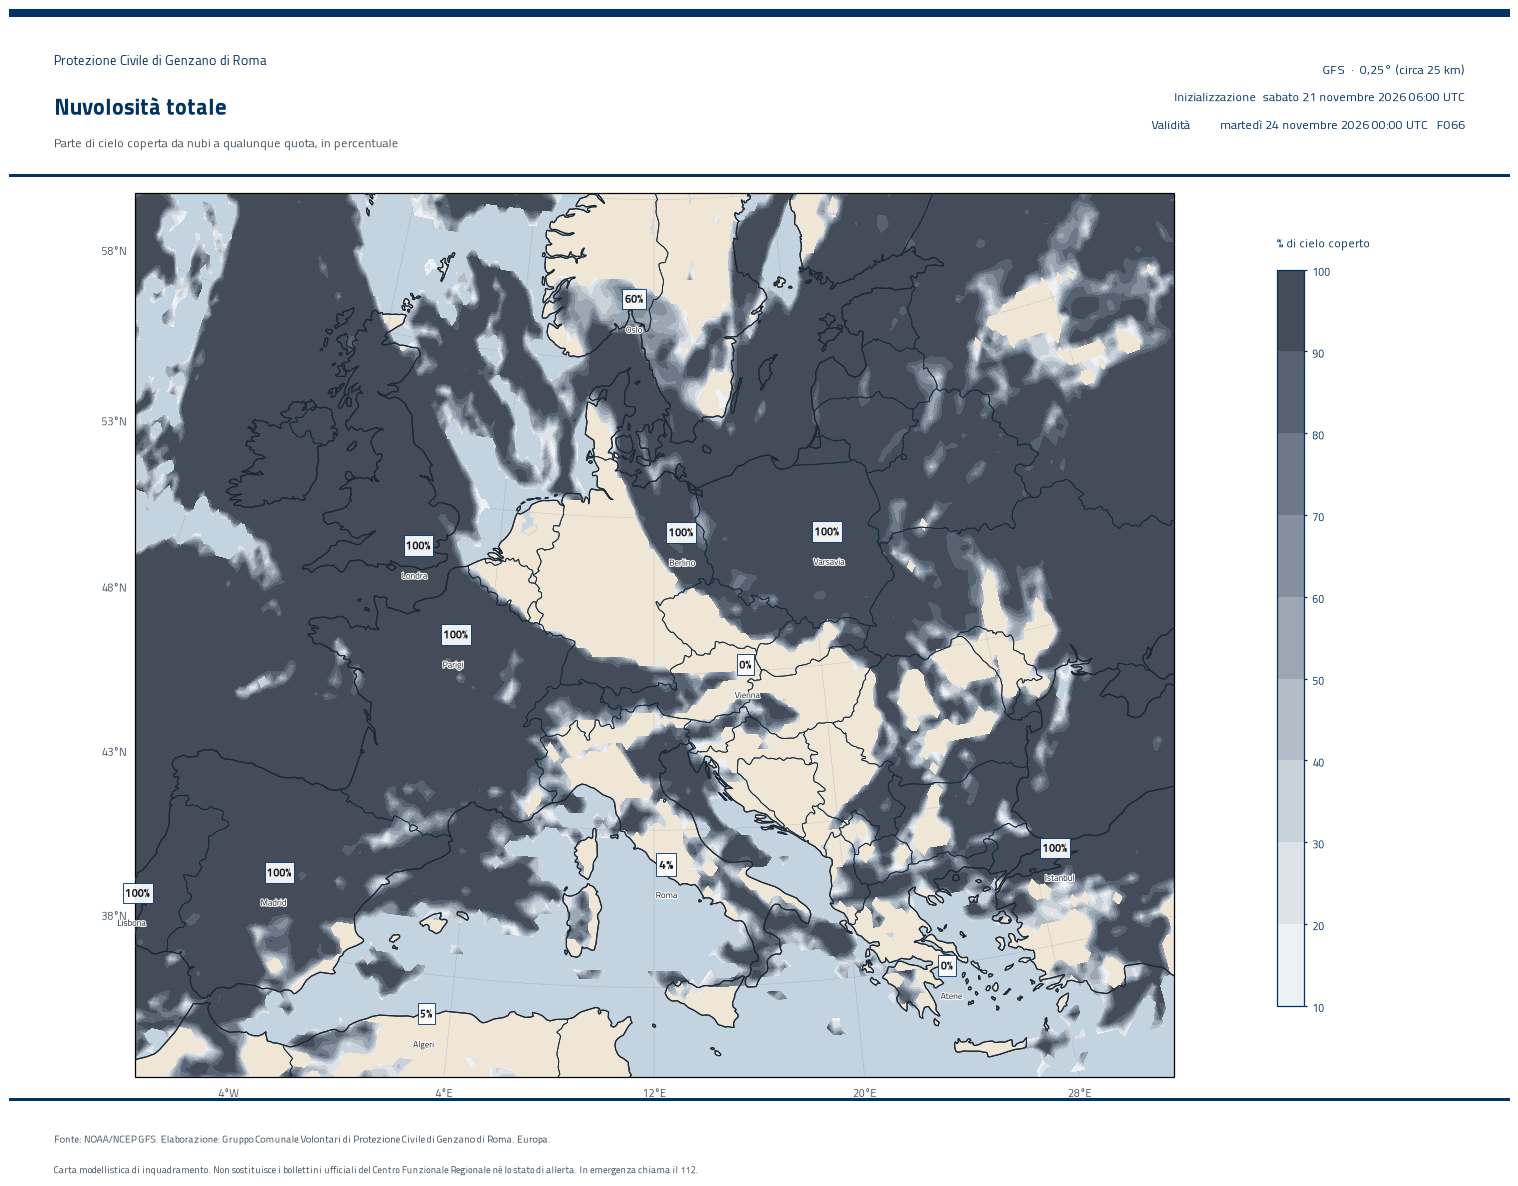 Protezione Civile di Genzano di Roma
Nuvolosità totale
Parte di cielo coperta da nubi a qualunque quota, in percentuale
GFS · 0,25° (circa 25 km)
Inizializzazione sabato 21 novembre 2026 06:00 UTC
Validità martedì 24 novembre 2026 00:00 UTC F066
58°N
53°N
48°N
43°N
38°N
4°W
4°E
12°E
20°E
28°E
60%
Oslo
100%
Londra
100%
Berlino
100%
Varsavia
100%
Parigi
0%
Vienna
100%
Madrid
100%
Lisbona
4%
Roma
100%
Istanbul
0%
Atene
5%
Algeri
% di cielo coperto
100
90
80
70
60
50
40
30
20
10
Fonte: NOAA/NCEP GFS. Elaborazione: Gruppo Comunale Volontari di Protezione Civile di Genzano di Roma. Europa.
Carta modellistica di inquadramento. Non sostituisce i bollettini ufficiali del Centro Funzionale Regionale né lo stato di allerta. In emergenza chiama il 112.